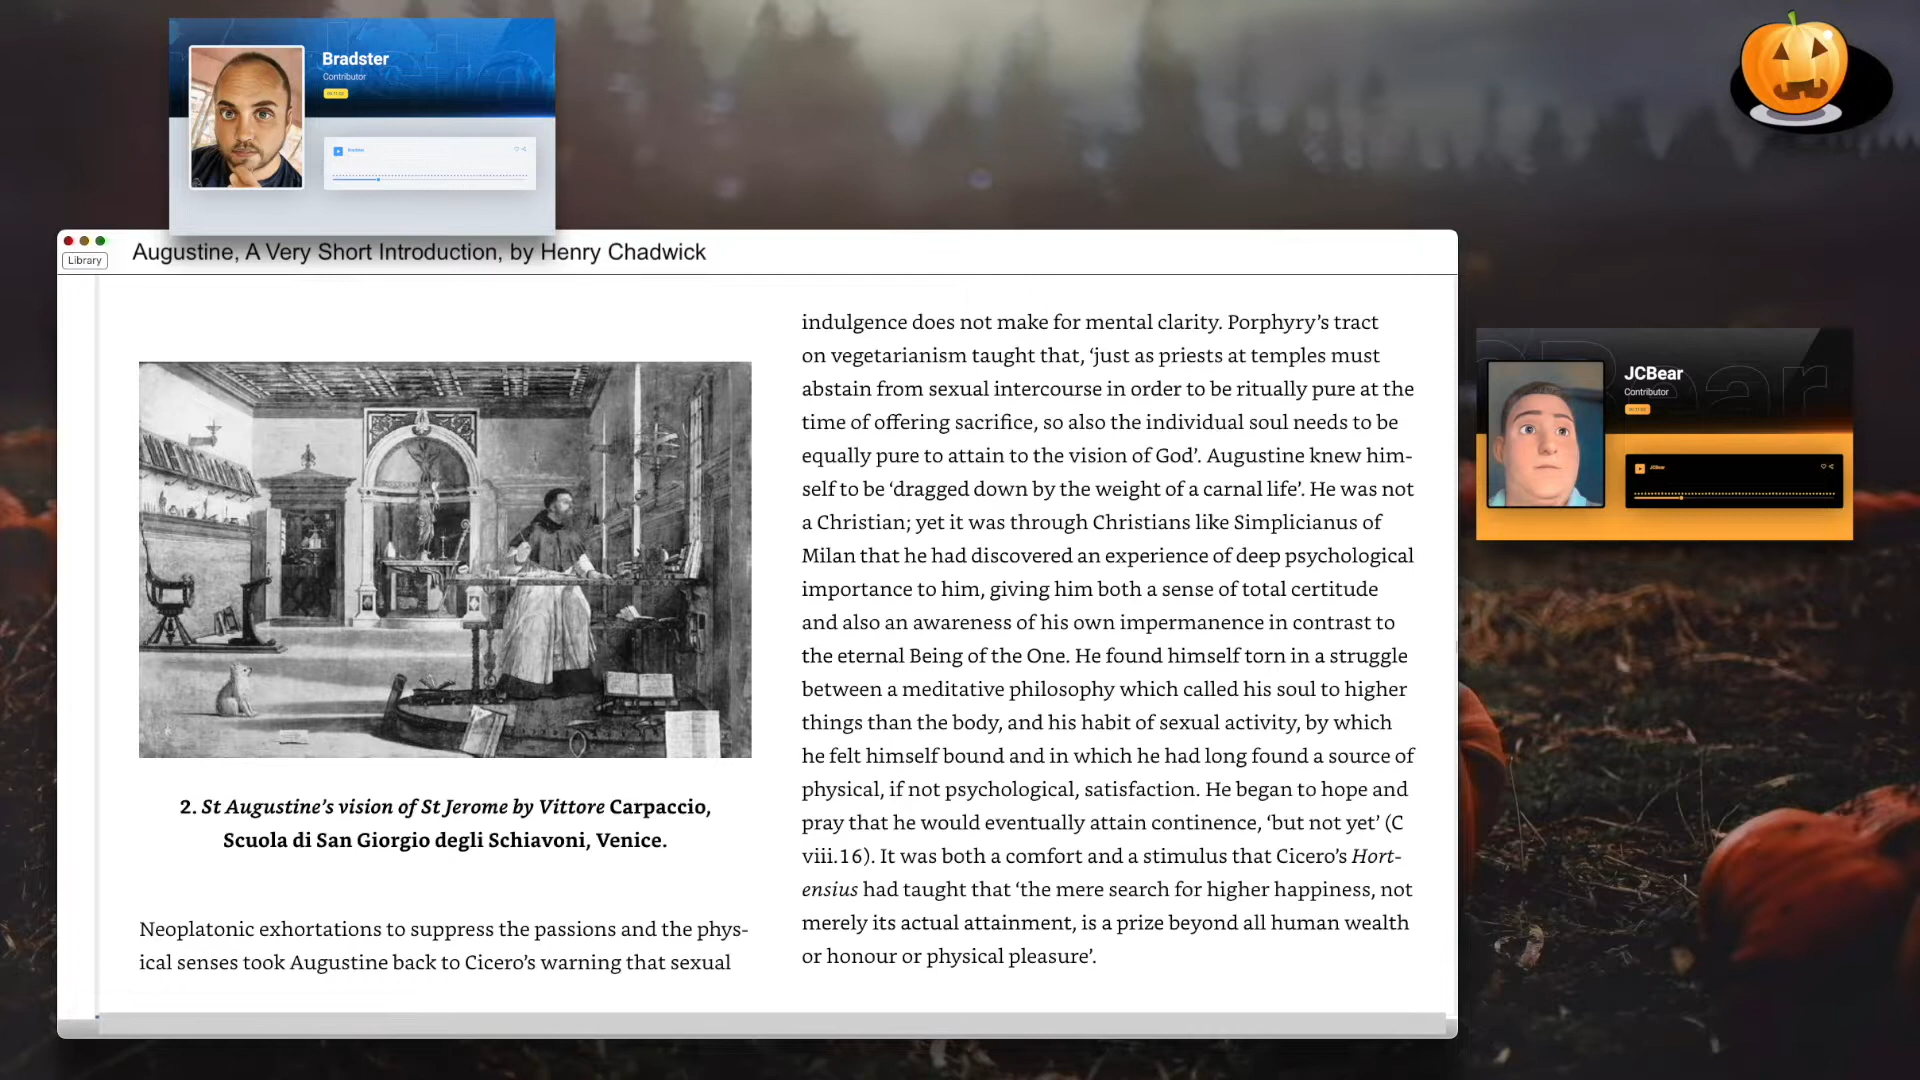 Bradster
Contributor
Library
Augustine, A Very Short Introduction, by Henry Chadwick
2. St Augustine’s vision of St Jerome by Vittore Carpaccio,
Scuola di San Giorgio degli Schiavoni, Venice.
Neoplatonic exhortations to suppress the passions and the phys-
ical senses took Augustine back to Cicero’s warning that sexual
indulgence does not make for mental clarity. Porphyry’s tract
on vegetarianism taught that, ‘just as priests at temples must
abstain from sexual intercourse in order to be ritually pure at the
time of offering sacrifice, so also the individual soul needs to be
equally pure to attain to the vision of God’. Augustine knew him-
self to be ‘dragged down by the weight of a carnal life’. He was not
a Christian; yet it was through Christians like Simplicianus of
Milan that he had discovered an experience of deep psychological
importance to him, giving him both a sense of total certitude
and also an awareness of his own impermanence in contrast to
the eternal Being of the One. He found himself torn in a struggle
between a meditative philosophy which called his soul to higher
things than the body, and his habit of sexual activity, by which
he felt himself bound and in which he had long found a source of
physical, if not psychological, satisfaction. He began to hope and
pray that he would eventually attain continence, ‘but not yet’ (C
viii.16). It was both a comfort and a stimulus that Cicero’s Hort-
ensius had taught that ‘the mere search for higher happiness, not
merely its actual attainment, is a prize beyond all human wealth
or honour or physical pleasure’.
JCBear
Contributor
JCBear